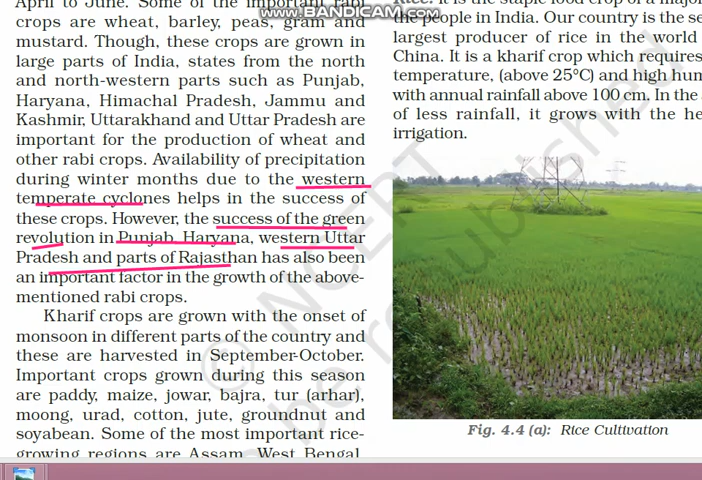 April to June. Some of the important rabi
crops are wheat, barley, peas, gram and
mustard. Though, these crops are grown in
large parts of India, states from the north
and north-western parts such as Punjab,
Haryana, Himachal Pradesh, Jammu and
Kashmir, Uttarakhand and Uttar Pradesh are
important for the production of wheat and
other rabi crops. Availability of precipitation
during winter months due to the western
temperate cyclones helps in the success of
these crops. However, the success of the green
revolution in Punjab, Haryana, western Uttar
Pradesh and parts of Rajasthan has also been
an important factor in the growth of the above-
mentioned rabi crops.
Kharif crops are grown with the onset of
monsoon in different parts of the country and
these are harvested in September-October.
Important crops grown during this season
are paddy, maize, jowar, bajra, tur (arhar),
moong, urad, cotton, jute, groundnut and
soyabean. Some of the most important rice-
growing regions are Assam, West Bengal,
WWW.BANDICAM.COM
Rice: It is the staple food crop of a
the people in India. Our country is the
largest producer of rice in the world
China. It is a kharif crop which requires
temperature, (above 25°C) and high
with annual rainfall above 100 cm. In the
of less rainfall, it grows with the
irrigation.
Fig. 4.4 (a): Rice Cultivation
© NCERT
be republished